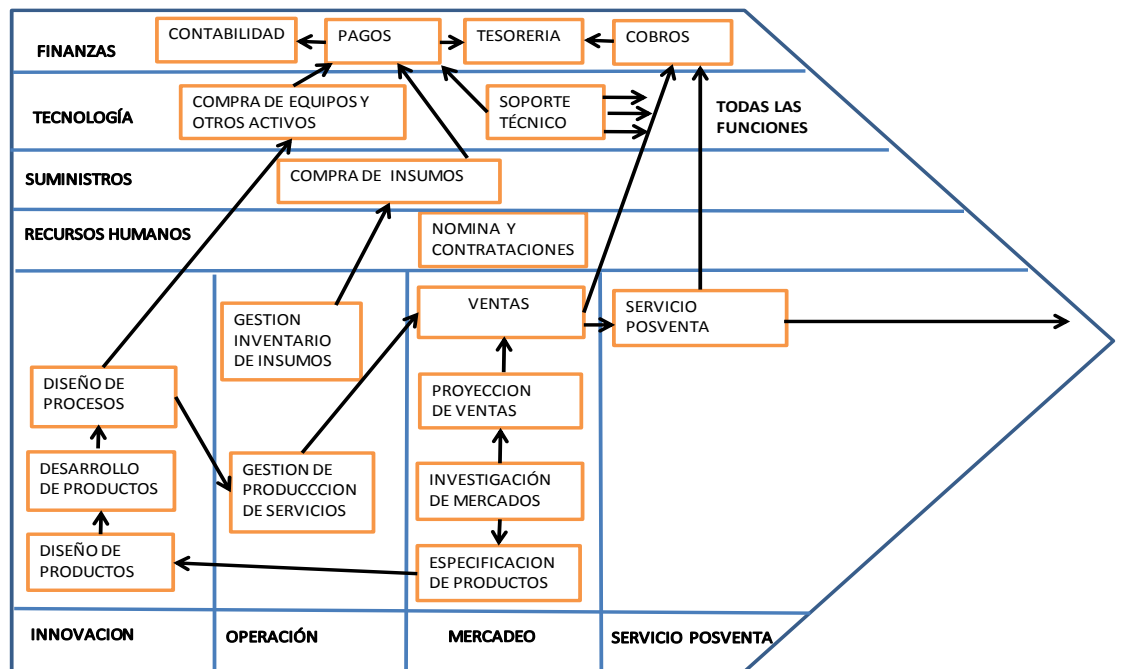 FINANZAS
CONTABILIDAD
PAGOS
TESORERIA
COBROS
TECNOLOGÍA
COMPRA DE EQUIPOS Y
OTROS ACTIVOS
SOPORTE
TÉCNICO
TODAS LAS
FUNCIONES
SUMINISTROS
COMPRA DE INSUMOS
RECURSOS HUMANOS
NOMINA Y
CONTRATACIONES
GESTION
INVENTARIO
DE INSUMOS
VENTAS
SERVICIO
POSVENTA
DISEÑO DE
PROCESOS
PROYECCION
DE VENTAS
DESARROLLO
DE PRODUCTOS
GESTION DE
PRODUCCCION
DE SERVICIOS
INVESTIGACIÓN
DE MERCADOS
DISEÑO DE
PRODUCTOS
ESPECIFICACION
DE PRODUCTOS
INNOVACION
OPERACIÓN
MERCADEO
SERVICIO POSVENTA